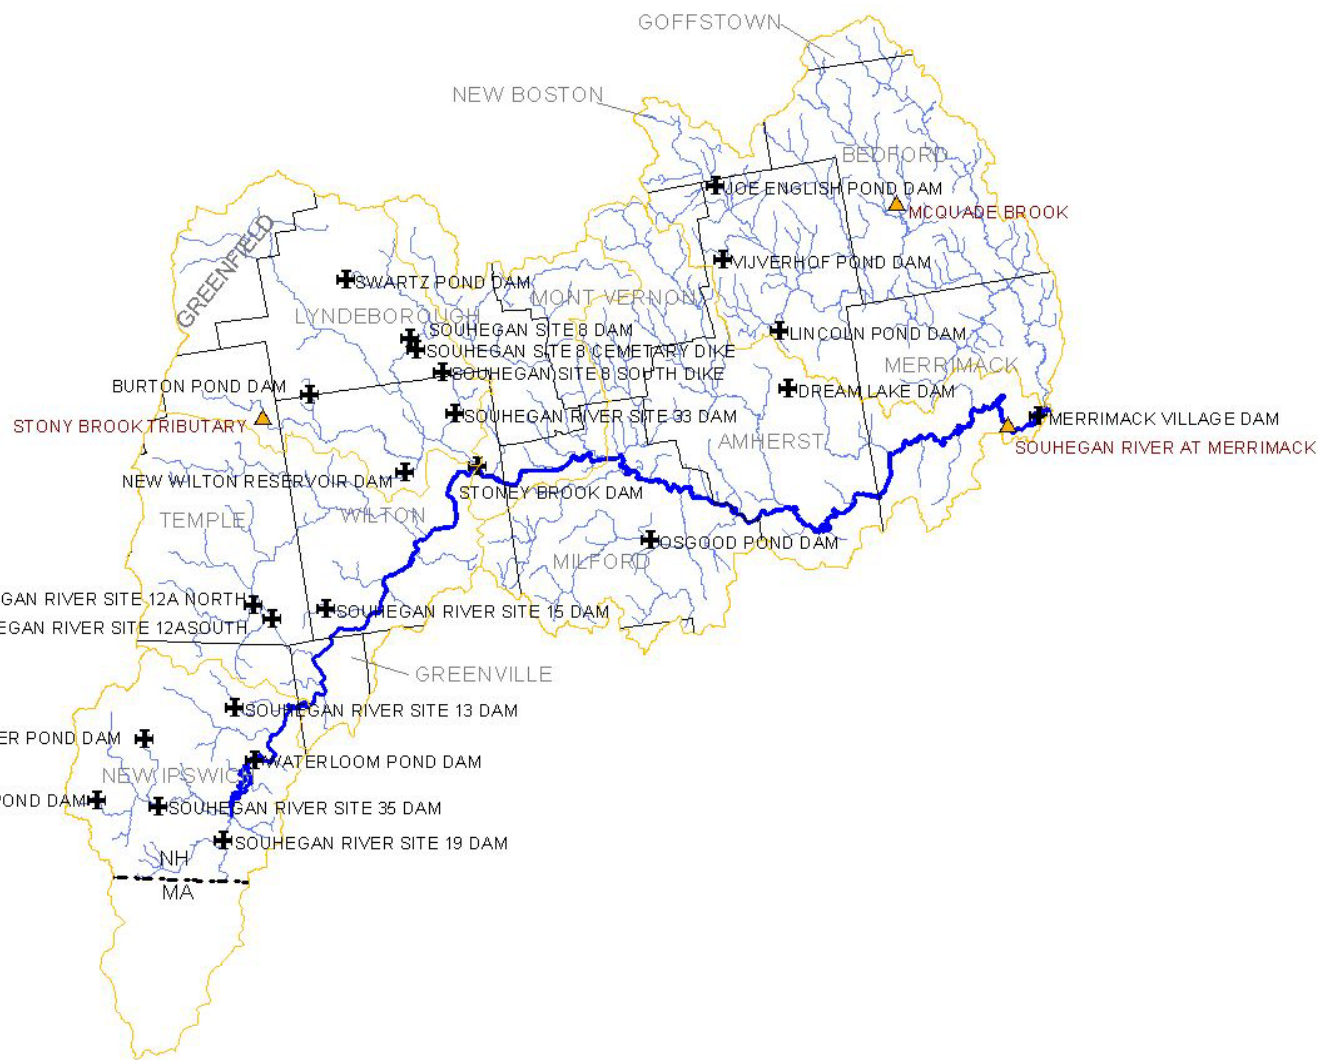 GOFFSTOWN
NEW BOSTON
BEDFORD
JOE ENGLISH POND DAM
MCQUADE BROOK
GREENFIELD
VIJVERHOF POND DAM
SWARTZ POND DAM
MONT VERNON
LYNDEBOROUGH
SOUHEGAN SITE 8 DAM
LINCOLN POND DAM
SOUHEGAN SITE 8 CEMETARY DIKE
MERRIMACK
SOUHEGAN SITE 8 SOUTH DIKE
BURTON POND DAM
DREAM LAKE DAM
SOUHEGAN RIVER SITE 33 DAM
MERRIMACK VILLAGE DAM
STONY BROOK TRIBUTARY
AMHERST
SOUHEGAN RIVER AT MERRIMACK
NEW WILTON RESERVOIR DAM
STONEY BROOK DAM
TEMPLE
WILTON
OSGOOD POND DAM
MILFORD
GAN RIVER SITE 12A NORTH
SOUHEGAN RIVER SITE 15 DAM
EGAN RIVER SITE 12ASOUTH
GREENVILLE
SOUHEGAN RIVER SITE 13 DAM
ER POND DAM
WATERLOOM POND DAM
NEW IPSWICH
POND DAM
SOUHEGAN RIVER SITE 35 DAM
SOUHEGAN RIVER SITE 19 DAM
NH
MA